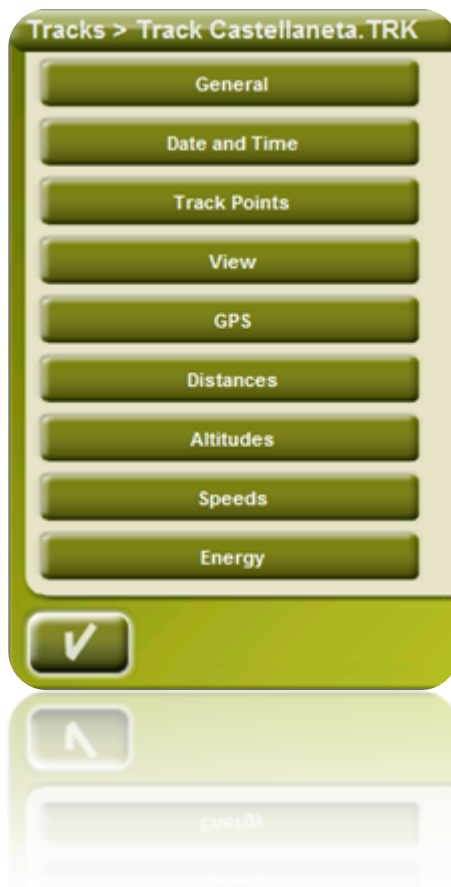 Tracks > Track Castellaneta.TRK
General
Date and Time
Track Points
View
GPS
Distances
Altitudes
Speeds
Energy